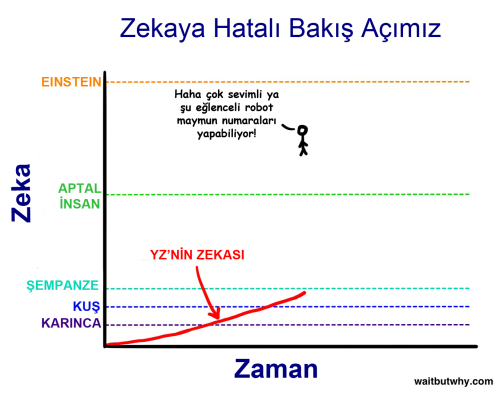 Zekaya Hatalı Bakış Açımız
EINSTEIN
Haha çok sevimli ya
şu eğlenceli robot
maymun numaraları
yapabiliyor!
Zeka
APTAL
İNSAN
YZ'NİN ZEKASI
ŞEMPANZE
KUŞ
KARINCA
Zaman
waitbutwhy.com